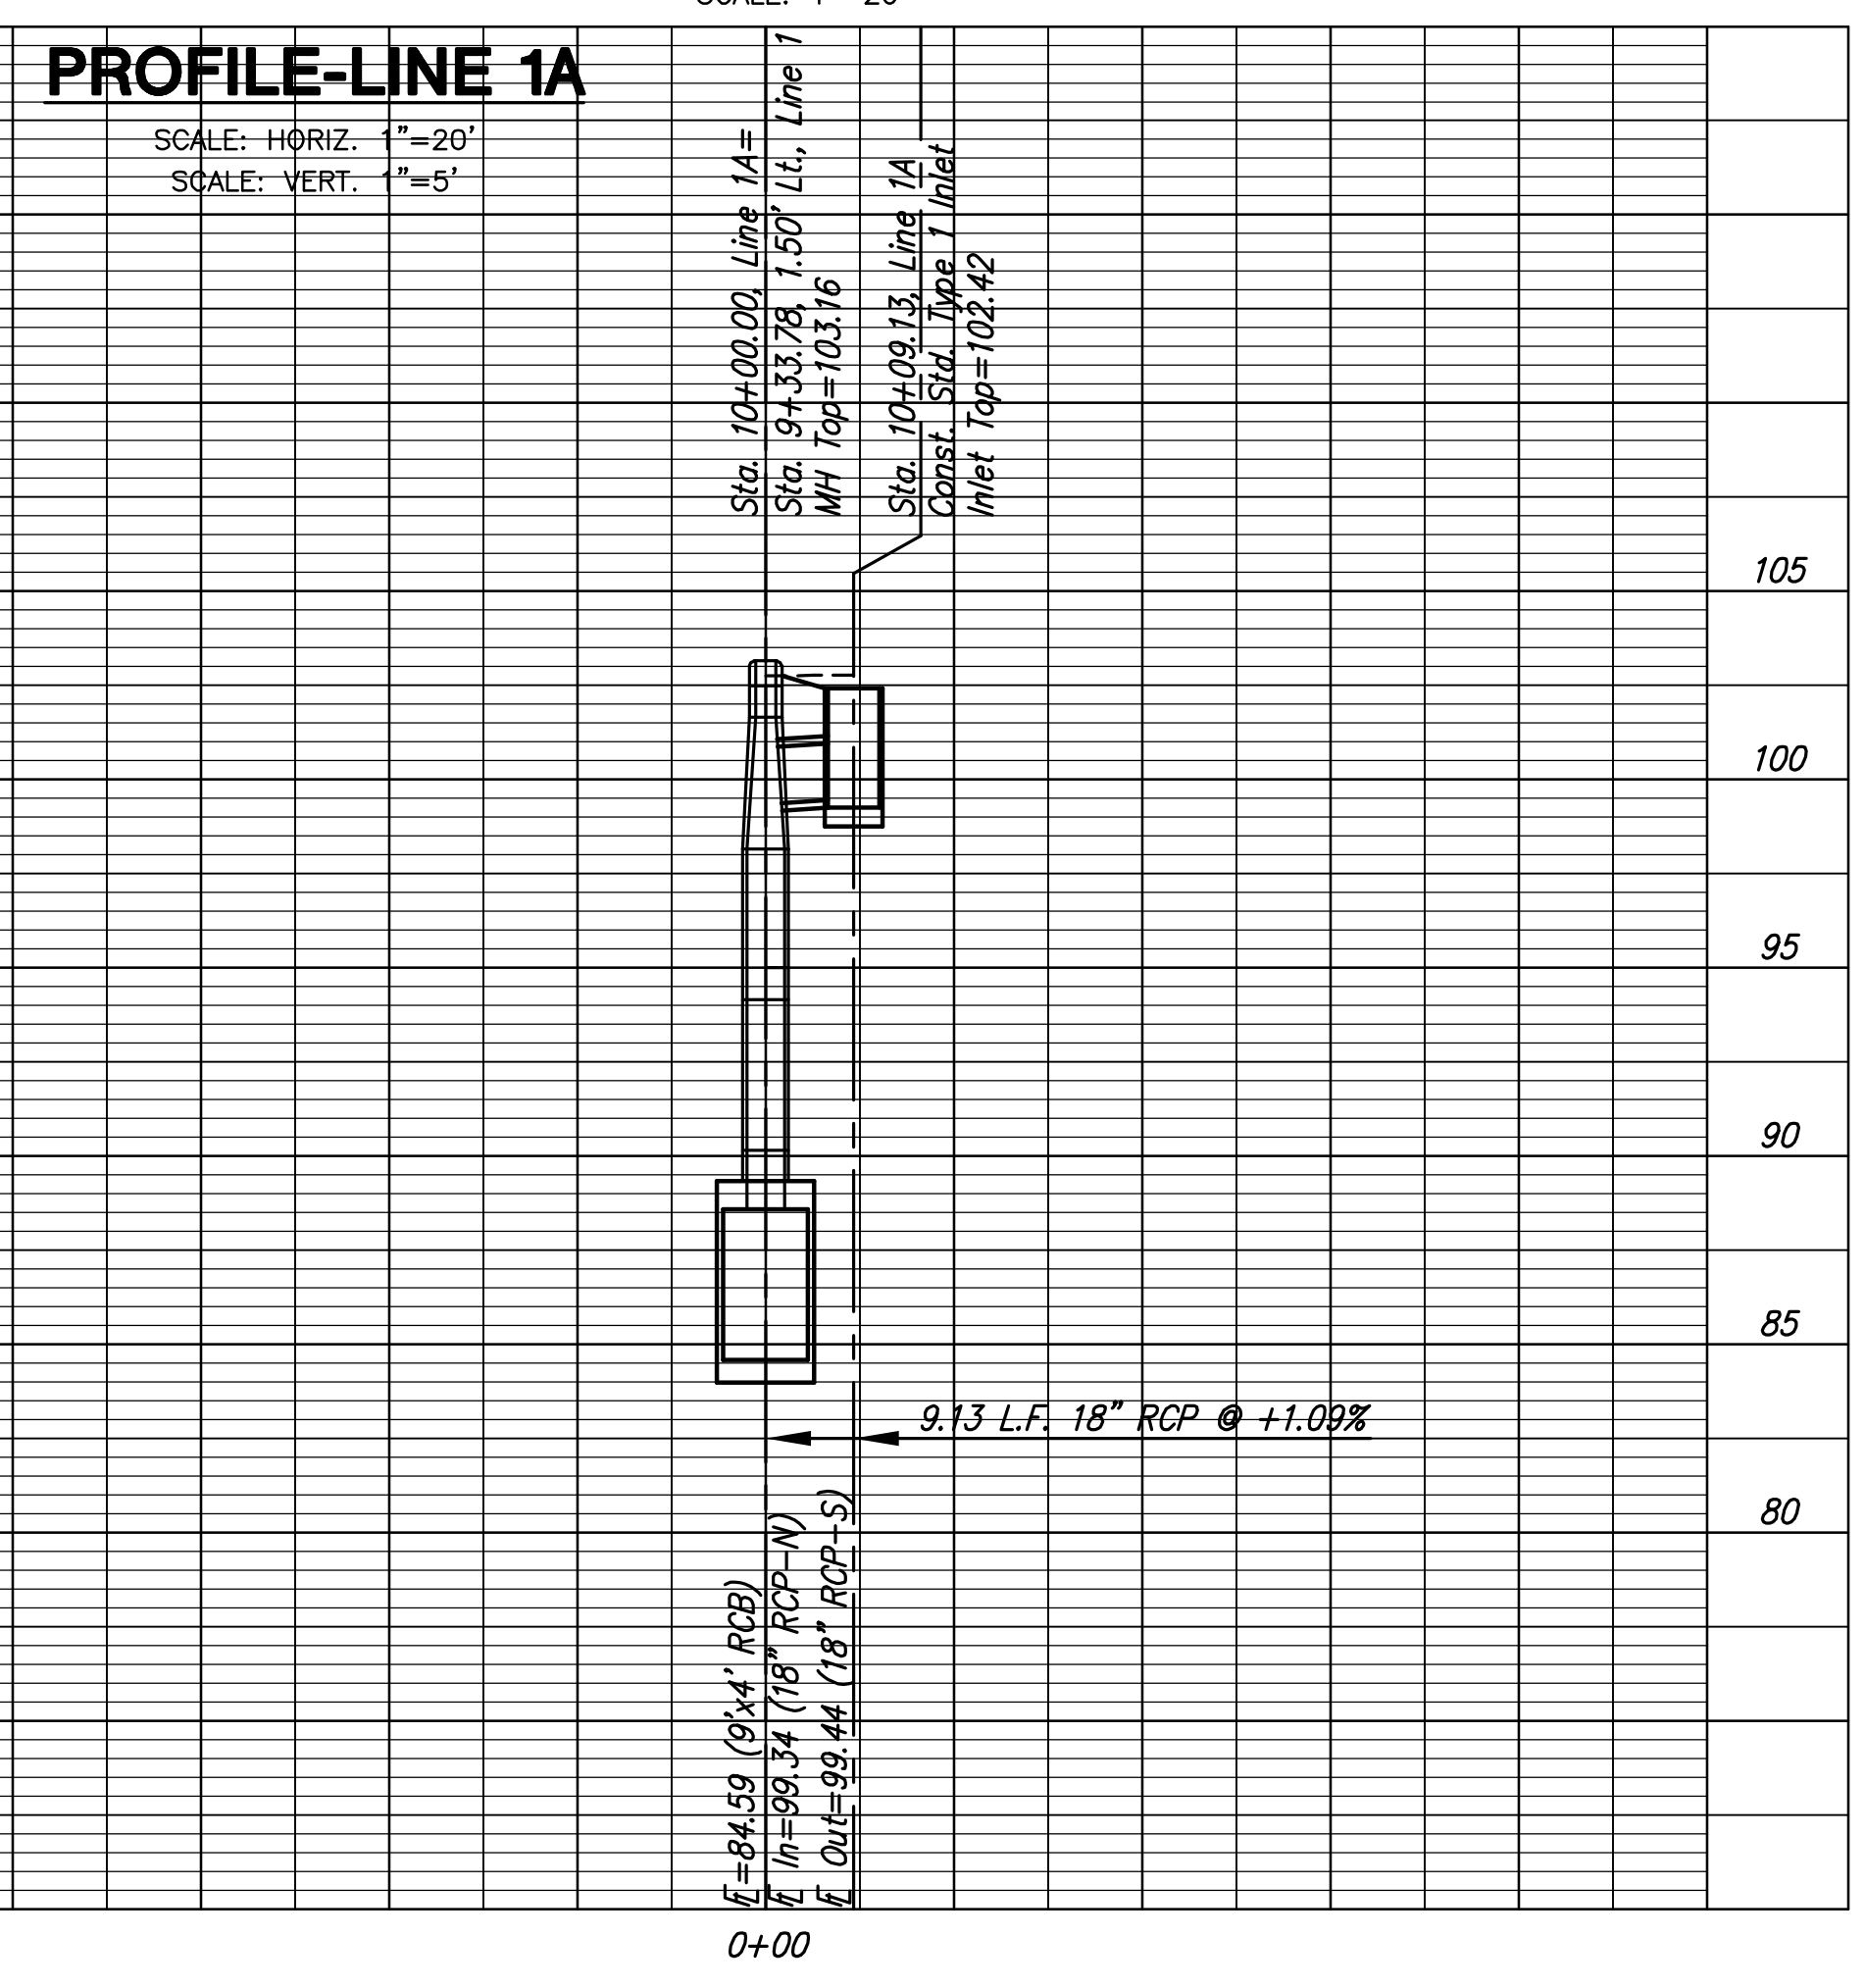 PROFILE-LINE 1A
SCALE: HORIZ. 1"=20'
SCALE: VERT. 1"=5'
Sta. 10+00.00, Line 1A=
Sta. 9+33.78, 1.50' Lt., Line 1
MH Top=103.16
Sta. 10+09.13, Line 1A
Const. Std. Type 1 Inlet
Inlet Top=102.42
105
100
95
90
85
80
9.13 L.F. 18" RCP @ +1.09%
FL=84.59 (9'x4' RCB)
FL In=99.34 (18" RCP-N)
FL Out=99.44 (18" RCP-S)
0+00